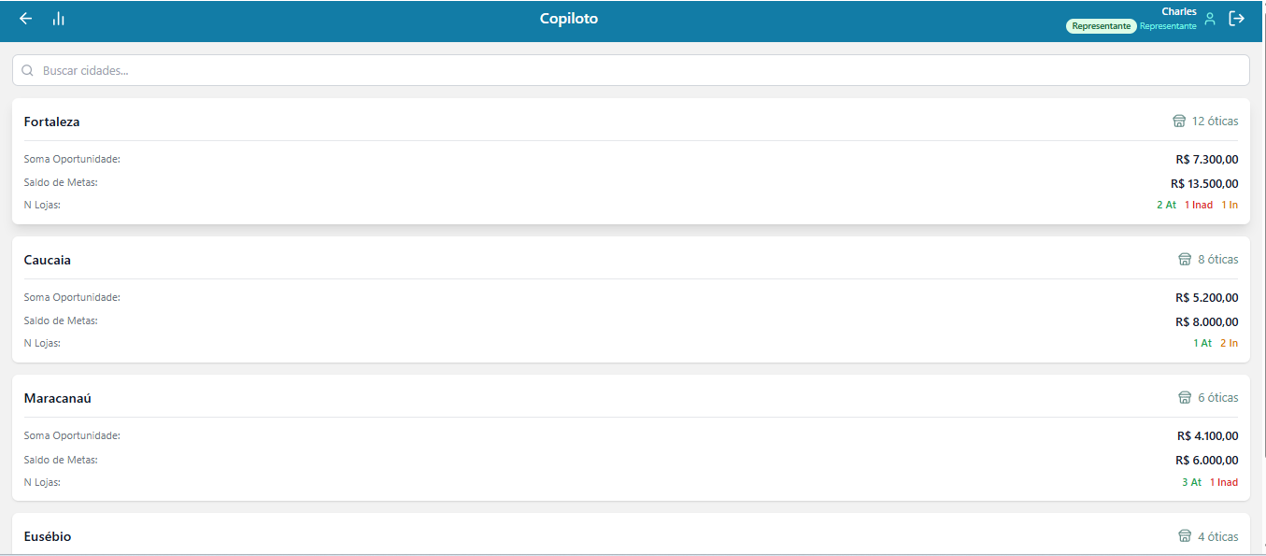 Copiloto
Charles
Representante Representante
Buscar cidades...
Fortaleza 12 óticas
Soma Oportunidade: R$ 7.300,00
Saldo de Metas: R$ 13.500,00
N Lojas: 2 At 1 Inad 1 In
Caucaia 8 óticas
Soma Oportunidade: R$ 5.200,00
Saldo de Metas: R$ 8.000,00
N Lojas: 1 At 2 In
Maracanaú 6 óticas
Soma Oportunidade: R$ 4.100,00
Saldo de Metas: R$ 6.000,00
N Lojas: 3 At 1 Inad
Eusébio 4 óticas